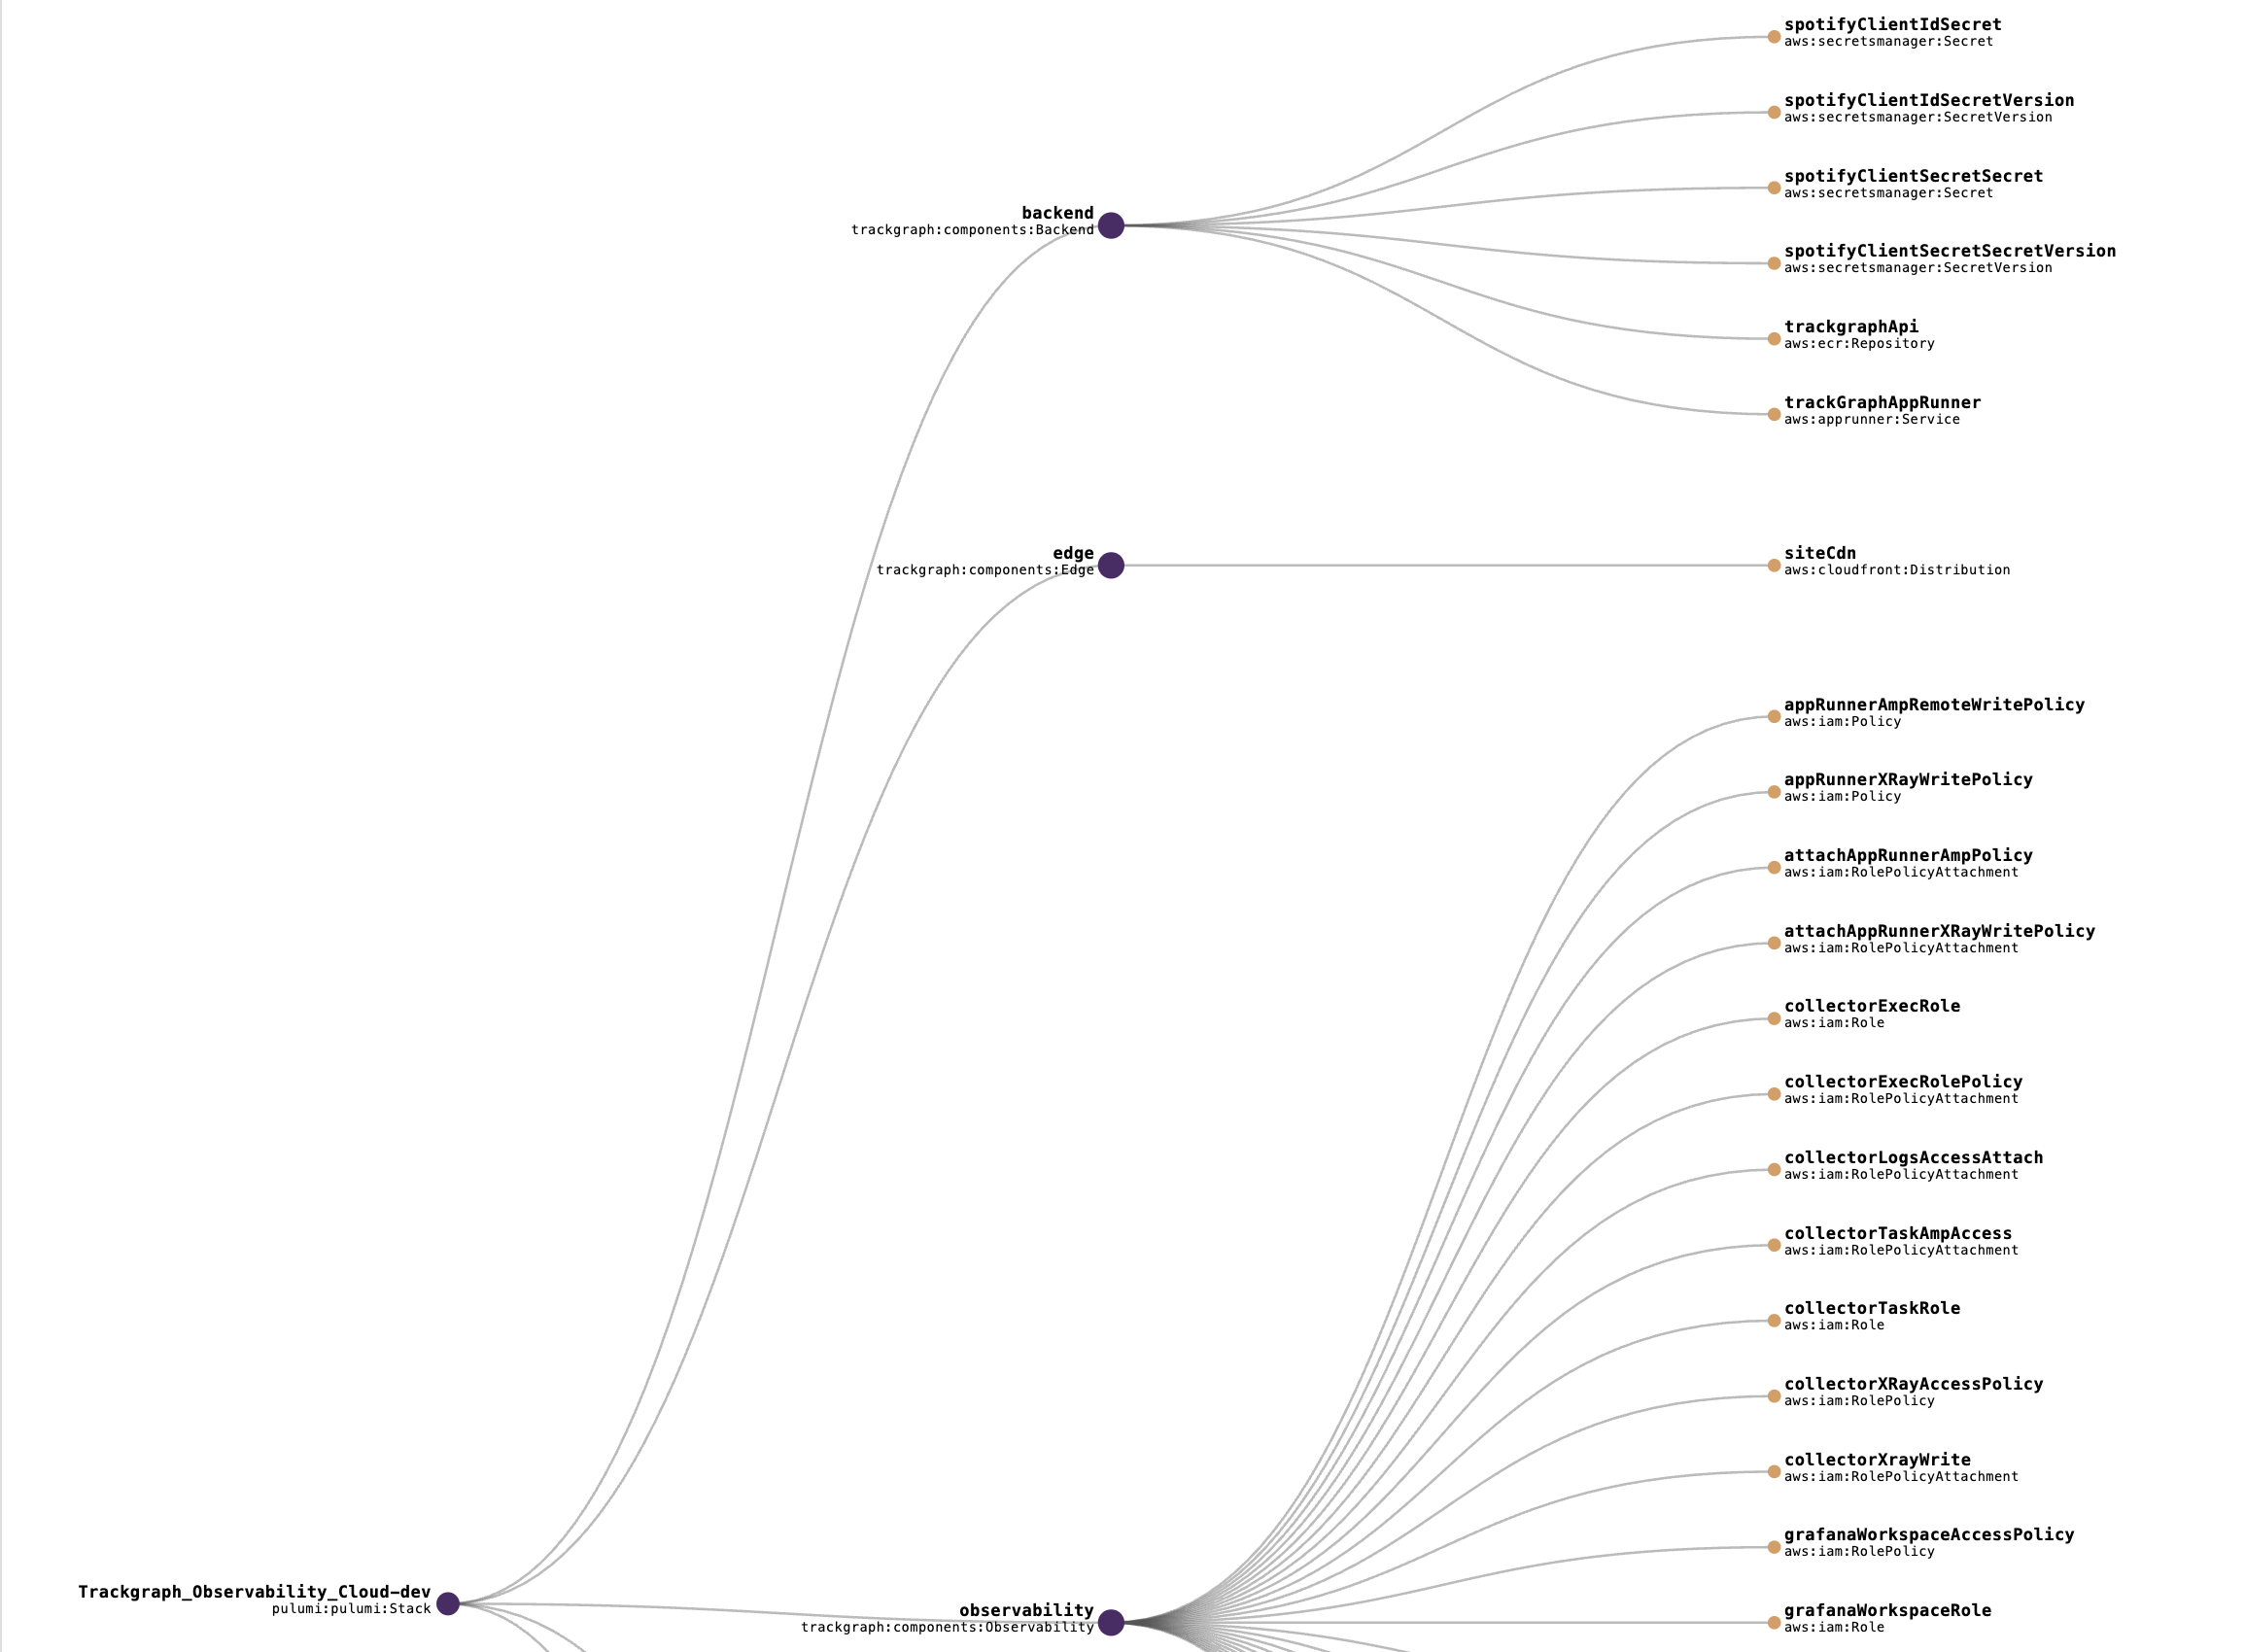 spotifyClientIdSecret
aws:secretsmanager:Secret
spotifyClientIdSecretVersion
aws:secretsmanager:SecretVersion
spotifyClientSecretSecret
aws:secretsmanager:Secret
backend
trackgraph:components:Backend
spotifyClientSecretSecretVersion
aws:secretsmanager:SecretVersion
trackgraphApi
aws:ecr:Repository
trackGraphAppRunner
aws:apprunner:Service
edge
trackgraph:components:Edge
siteCdn
aws:cloudfront:Distribution
appRunnerAmpRemoteWritePolicy
aws:iam:Policy
appRunnerXRayWritePolicy
aws:iam:Policy
attachAppRunnerAmpPolicy
aws:iam:RolePolicyAttachment
attachAppRunnerXRayWritePolicy
aws:iam:RolePolicyAttachment
collectorExecRole
aws:iam:Role
collectorExecRolePolicy
aws:iam:RolePolicyAttachment
collectorLogsAccessAttach
aws:iam:RolePolicyAttachment
collectorTaskAmpAccess
aws:iam:RolePolicyAttachment
collectorTaskRole
aws:iam:Role
collectorXRayAccessPolicy
aws:iam:RolePolicy
collectorXrayWrite
aws:iam:RolePolicyAttachment
grafanaWorkspaceAccessPolicy
aws:iam:RolePolicy
Trackgraph_Observability_Cloud-dev
pulumi:pulumi:Stack
observability
trackgraph:components:Observability
grafanaWorkspaceRole
aws:iam:Role